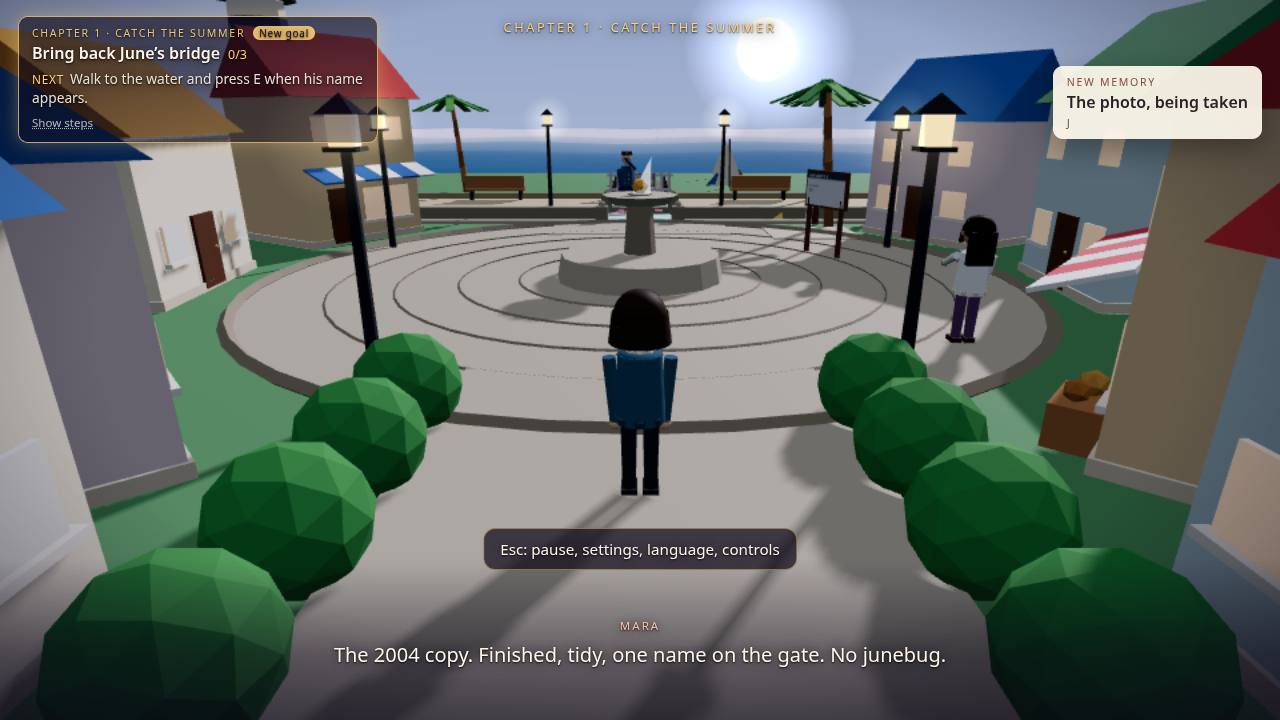 CHAPTER 1 · CATCH THE SUMMER New goal
Bring back June's bridge 0/3
NEXT Walk to the water and press E when his name
appears.
Show steps
CHAPTER 1 · CATCH THE SUMMER
NEW MEMORY
The photo, being taken
J
Esc: pause, settings, language, controls
MARA
The 2004 copy. Finished, tidy, one name on the gate. No junebug.